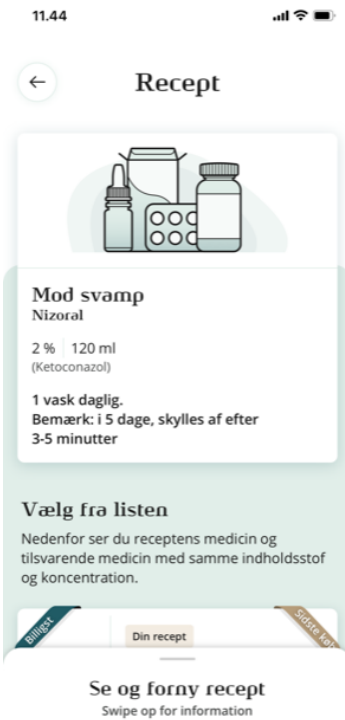 11.44
Recept
Mod svamp
Nizoral
2 % 120 ml
(Ketoconazol)
1 vask daglig.
Bemærk: i 5 dage, skylles af efter
3-5 minutter
Vælg fra listen
Nedenfor ser du receptens medicin og
tilsvarende medicin med samme indholdsstof
og koncentration.
Billigst
Din recept
Sidste
Se og forny recept
Swipe op for information